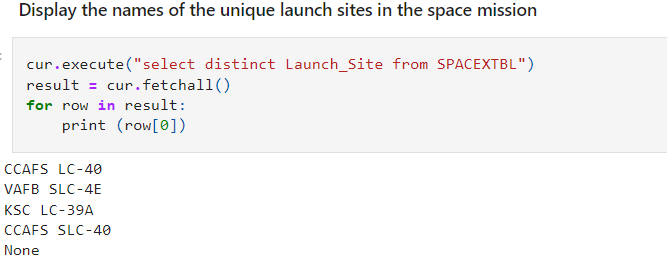 Display the names of the unique launch sites in the space mission
cur.execute("select distinct Launch_Site from SPACEXTBL")
result = cur.fetchall()
for row in result:
    print (row[0])
CCAFS LC-40
VAFB SLC-4E
KSC LC-39A
CCAFS SLC-40
None